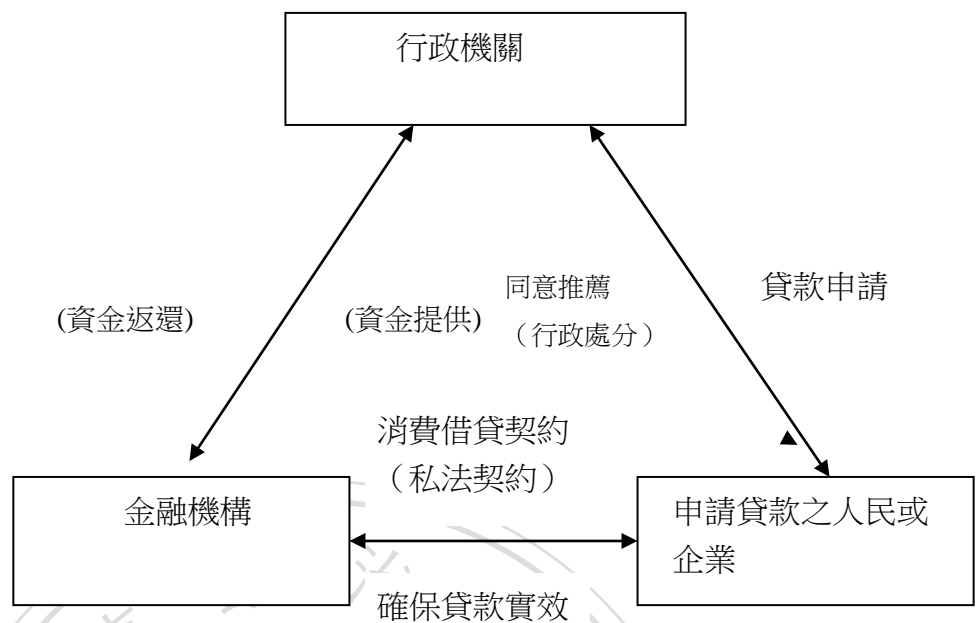 行政機關
同意推薦
貸款申請
(資金返還)
(資金提供)
（行政處分）
消費借貸契約
（私法契約）
金融機構
申請貸款之人民或
企業
確保貸款實效